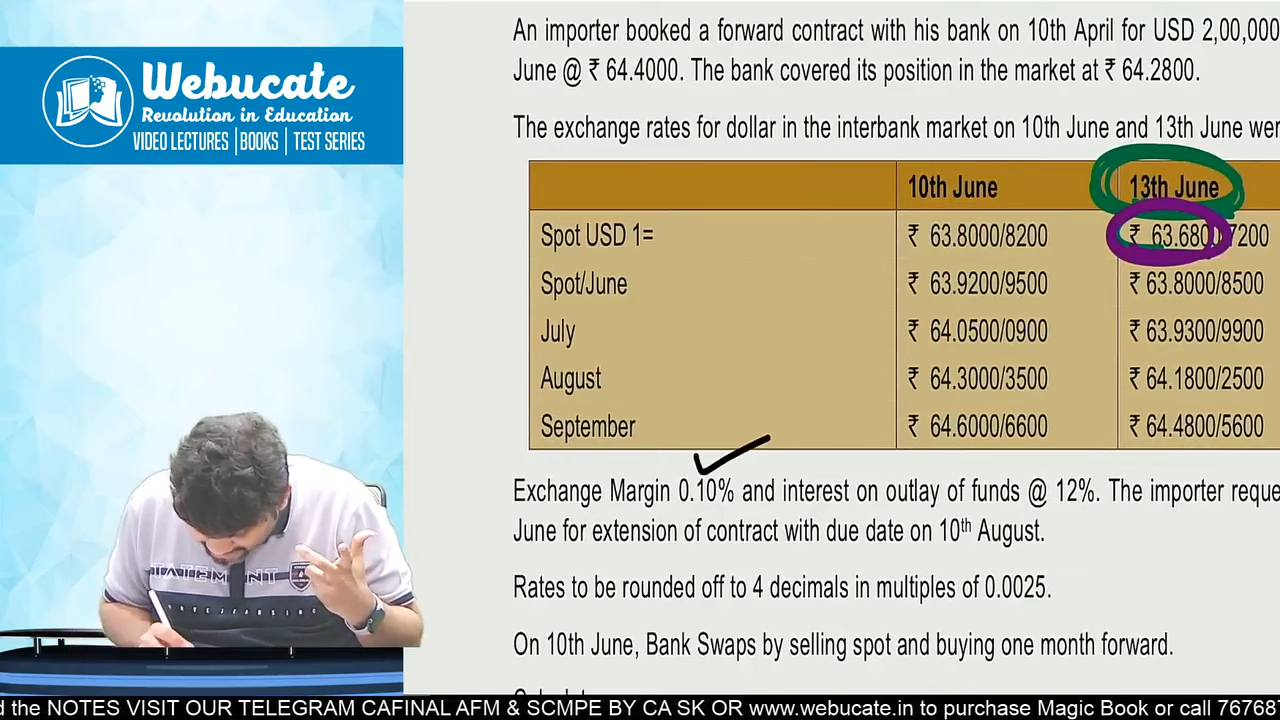 Webucate
Revolution in Education
VIDEO LECTURES | BOOKS | TEST SERIES
An importer booked a forward contract with his bank on 10th April for USD 2,00,000
June @ ₹ 64.4000. The bank covered its position in the market at ₹ 64.2800.
The exchange rates for dollar in the interbank market on 10th June and 13th June wer
10th June 13th June
Spot USD 1= ₹ 63.8000/8200 ₹ 63.6800/7200
Spot/June ₹ 63.9200/9500 ₹ 63.8000/8500
July ₹ 64.0500/0900 ₹ 63.9300/9900
August ₹ 64.3000/3500 ₹ 64.1800/2500
September ₹ 64.6000/6600 ₹ 64.4800/5600
Exchange Margin 0.10% and interest on outlay of funds @ 12%. The importer reque
June for extension of contract with due date on 10th August.
Rates to be rounded off to 4 decimals in multiples of 0.0025.
On 10th June, Bank Swaps by selling spot and buying one month forward.
d the NOTES VISIT OUR TELEGRAM CAFINAL AFM & SCMPE BY CA SK OR www.webucate.in to purchase Magic Book or call 76768